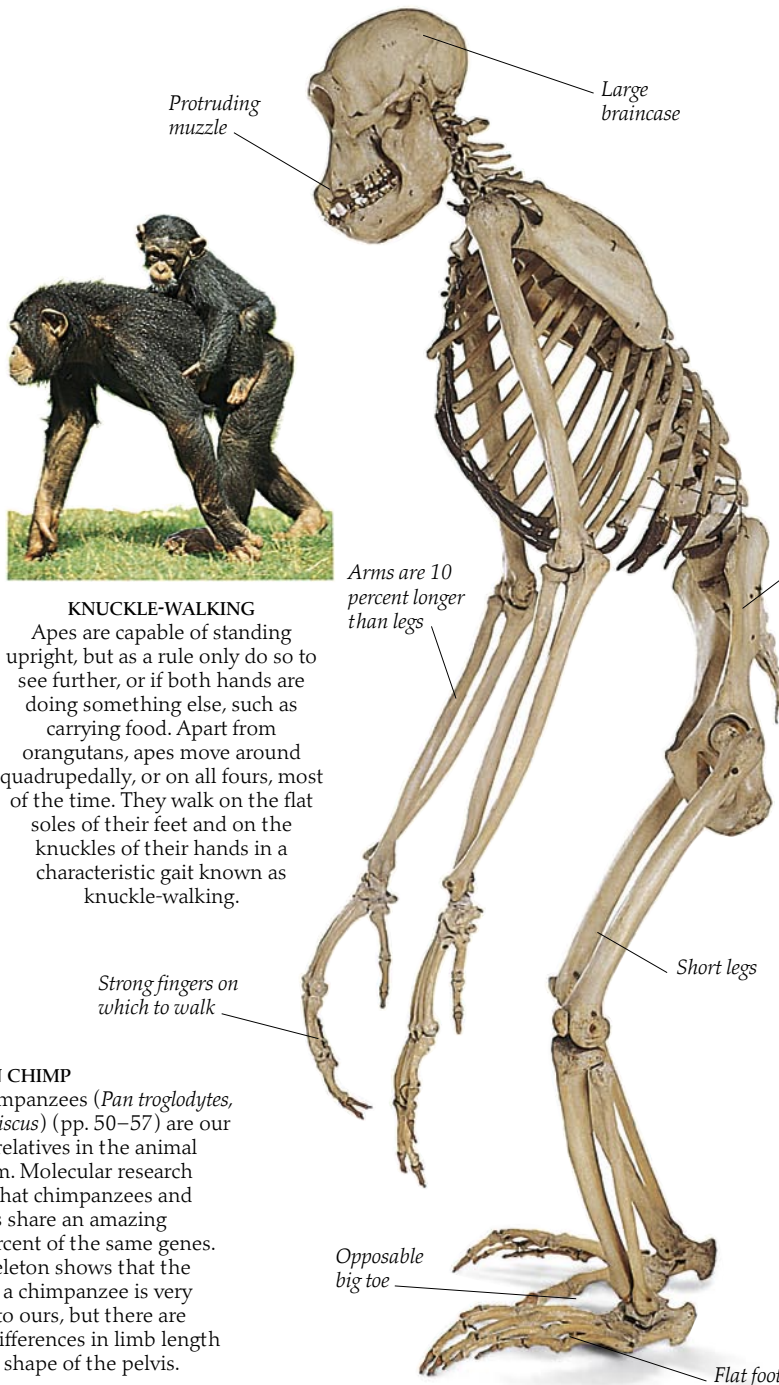 Protruding
muzzle
Large
braincase
KNUCKLE-WALKING
Apes are capable of standing
upright, but as a rule only do so to
see further, or if both hands are
doing something else, such as
carrying food. Apart from
orangutans, apes move around
quadrupedally, or on all fours, most
of the time. They walk on the flat
soles of their feet and on the
knuckles of their hands in a
characteristic gait known as
knuckle-walking.
Arms are 10
percent longer
than legs
Strong fingers on
which to walk
Short legs
CHIMP
(Pan troglodytes,
(pp. 50–57) are our
relatives in the animal
Molecular research
that chimpanzees and
share an amazing
of the same genes.
shows that the
a chimpanzee is very
to ours, but there are
differences in limb length
shape of the pelvis.
Opposable
big toe
Flat foot